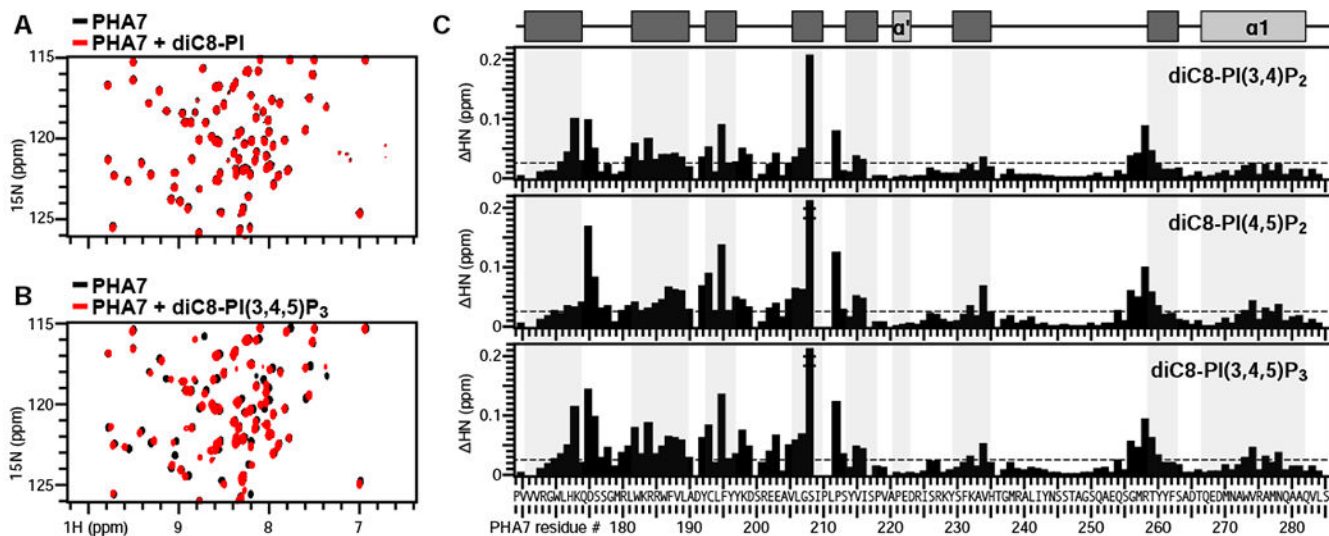 A
PHA7
PHA7 + diC8-PI
115
120
125
15N (ppm)
9
8
7
B
PHA7
PHA7 + diC8-PI(3,4,5)P3
115
120
125
15N (ppm)
1H (ppm)
9
8
7
C
α'
α1
diC8-PI(3,4)P2
0.2
0.1
0
ΔHN (ppm)
diC8-PI(4,5)P2
0.2
0.1
0
ΔHN (ppm)
diC8-PI(3,4,5)P3
0.2
0.1
0
ΔHN (ppm)
PVVVRGWLHKQDSSGMRLWKRRWFVLADYCLFYYKDSREEAVLGSIPLPSYVISPVAPEDRISRKYSFKAVHTGMRALIYNSSTAGSQAEQSGMRTYYFSADTQEDMNAWVRAMNQAAQVLS
PHA7 residue # 180 190 200 210 220 230 240 250 260 270 280